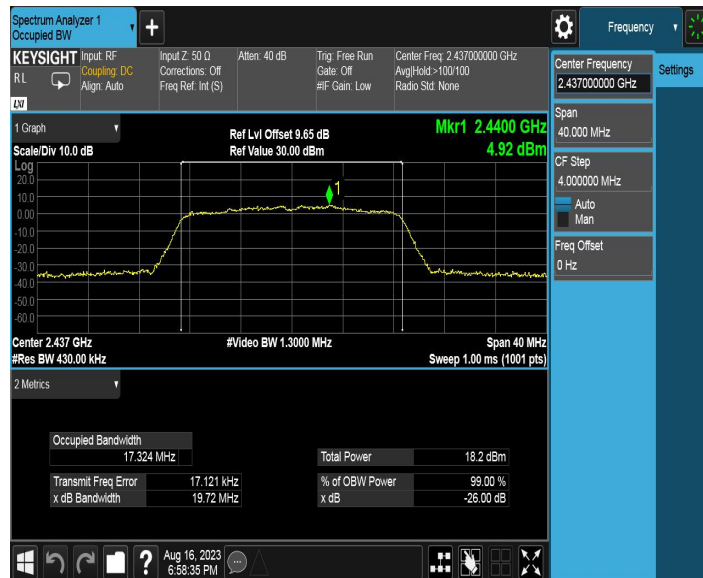 Spectrum Analyzer 1
Occupied BW
+
Frequency
KEYSIGHT
RL
LXI
Input: RF
Coupling: DC
Align: Auto
Input Z: 50 Ω
Corrections: Off
Freq Ref: Int (S)
Atten: 40 dB
Trig: Free Run
Gate: Off
#IF Gain: Low
Center Freq: 2.437000000 GHz
Avg|Hold:>100/100
Radio Std: None
Center Frequency
2.437000000 GHz
Settings
Span
40.000 MHz
CF Step
4.000000 MHz
Auto
Man
Freq Offset
0 Hz
1 Graph
Scale/Div 10.0 dB
Ref Lvl Offset 9.65 dB
Ref Value 30.00 dBm
Mkr1 2.4400 GHz
4.92 dBm
Log
20.0
10.0
0.00
-10.0
-20.0
-30.0
-40.0
-50.0
-60.0
1
Center 2.437 GHz
#Res BW 430.00 kHz
#Video BW 1.3000 MHz
Span 40 MHz
Sweep 1.00 ms (1001 pts)
2 Metrics
Occupied Bandwidth
17.324 MHz
Total Power 18.2 dBm
Transmit Freq Error 17.121 kHz
% of OBW Power 99.00 %
x dB Bandwidth 19.72 MHz
x dB -26.00 dB
?
Aug 16, 2023
6:58:35 PM